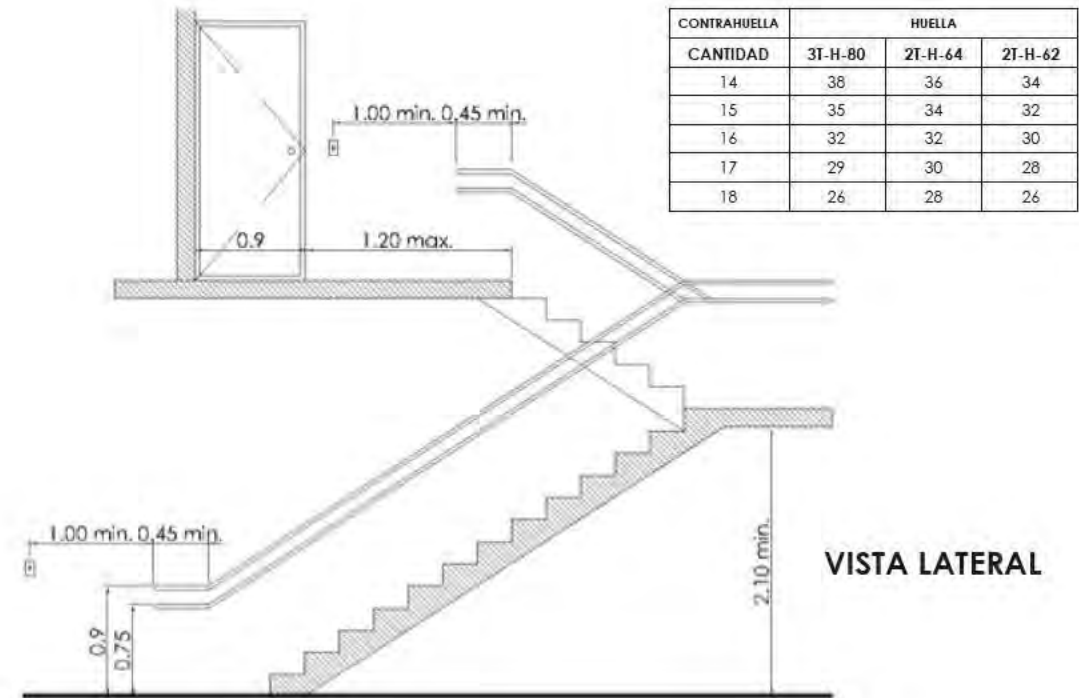 CONTRAHUELLA HUELLA
CANTIDAD 3T-H-80 2T-H-64 2T-H-62
14 38 36 34
15 35 34 32
16 32 32 30
17 29 30 28
18 26 28 26
1.00 min. 0.45 min.
0.9 1.20 max.
1.00 min. 0.45 min.
0.9
0.75
2.10 min.
VISTA LATERAL